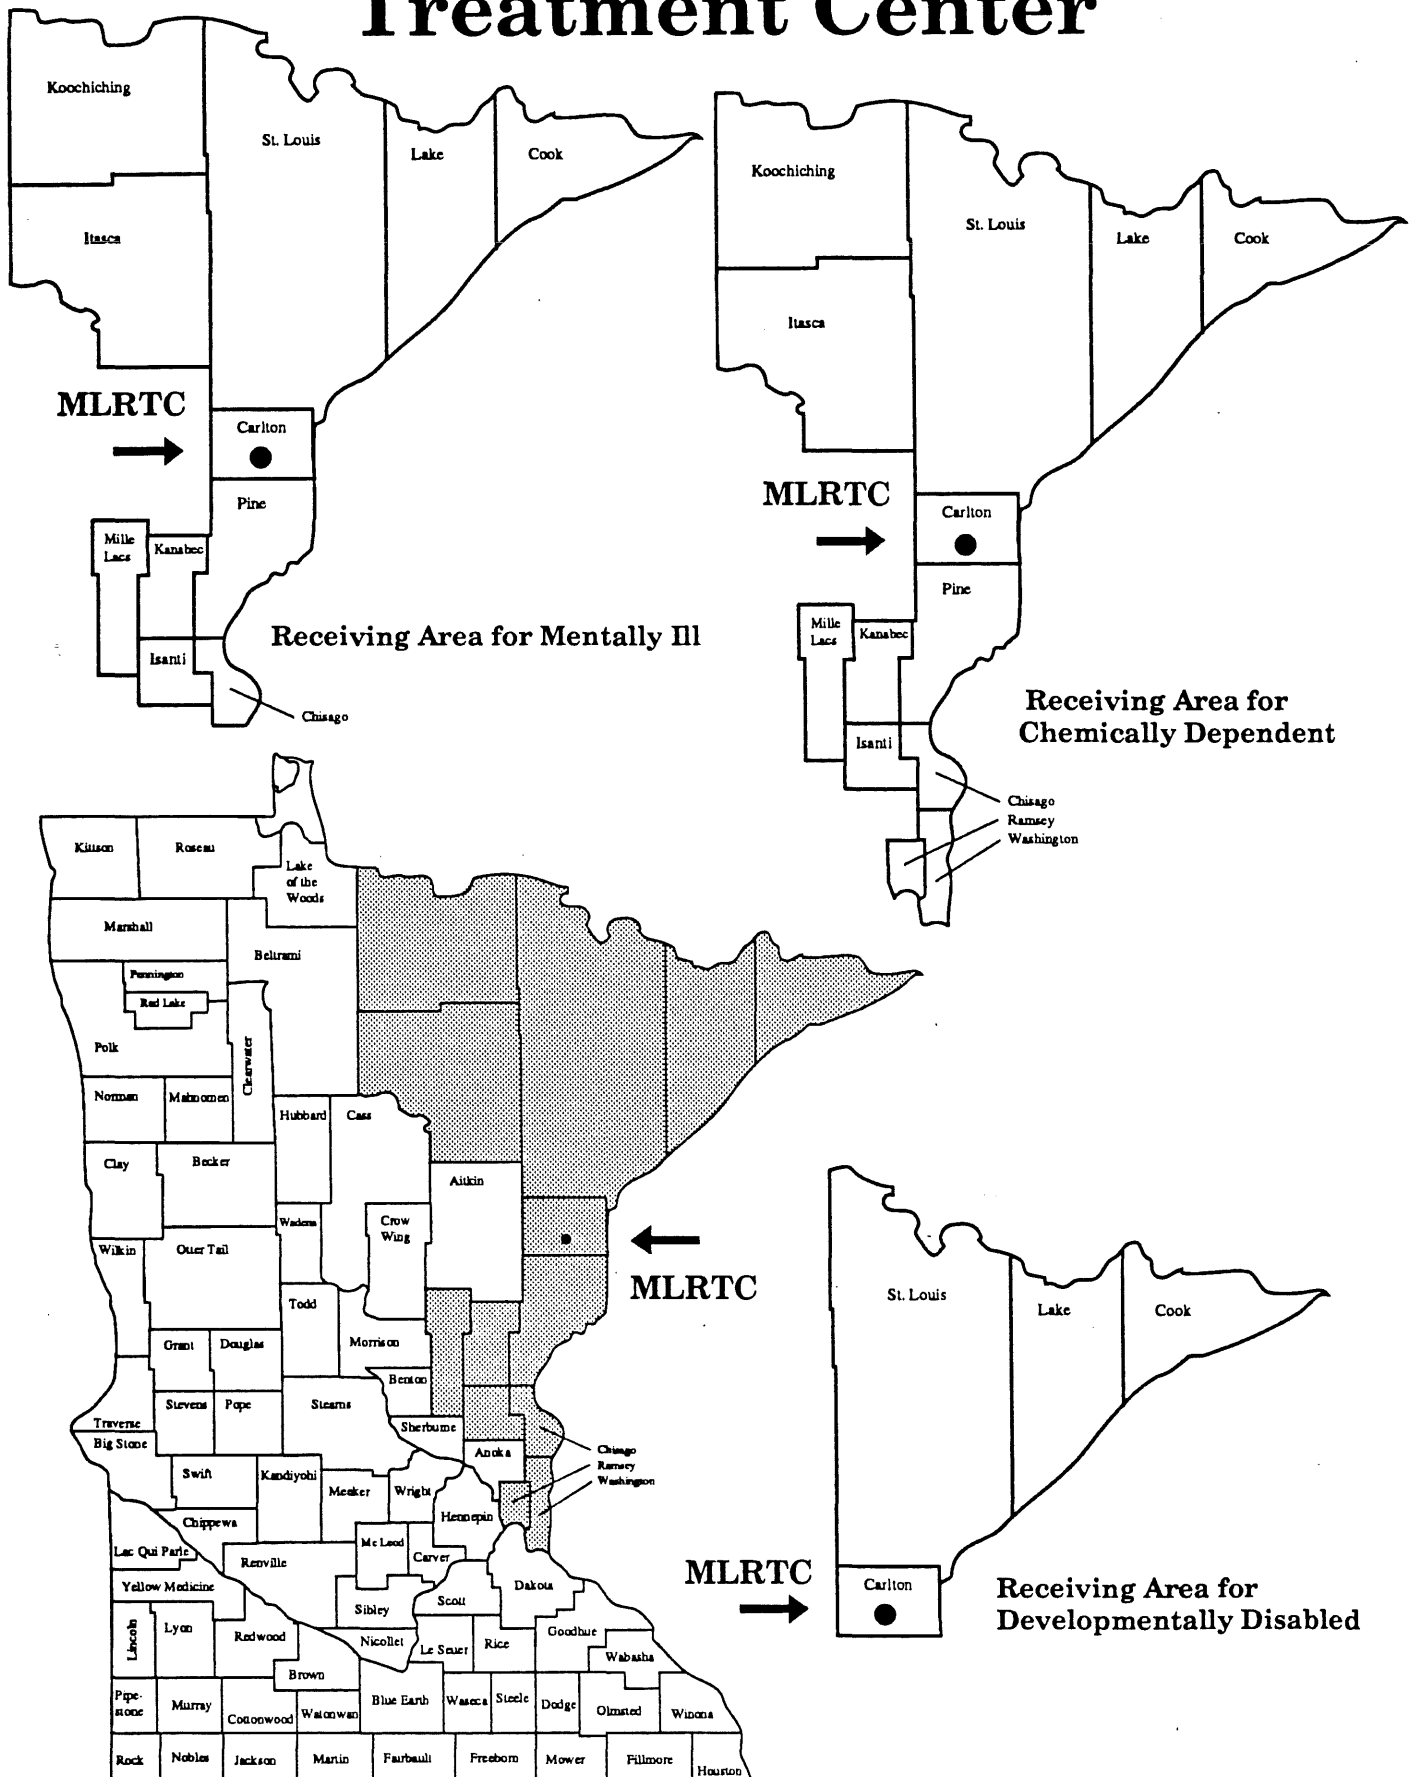 Treatment Center
Koochiching
St. Louis
Lake
Cook
Itasca
MLRTC
Carlton
Pine
Mille
Lacs
Kanabec
Isanti
Chisago
Receiving Area for Mentally Ill
Koochiching
St. Louis
Lake
Cook
Itasca
MLRTC
Carlton
Pine
Mille
Lacs
Kanabec
Isanti
Chisago
Ramsey
Washington
Receiving Area for
Chemically Dependent
Kittson
Roseau
Lake
of the
Woods
Marshall
Beltrami
Pennington
Red Lake
Polk
Clearwater
Norman
Mahnomen
Hubbard
Cass
Clay
Becker
Aitkin
Wadena
Crow
Wing
Wilkin
Otter Tail
MLRTC
Todd
Morrison
Grant
Douglas
Benton
Stevens
Pope
Stearns
Traverse
Sherburne
Big Stone
Anoka
Chisago
Ramsey
Washington
Swift
Kandiyohi
Meeker
Wright
Hennepin
Chippewa
Mc Leod
Carver
Lac Qui Parle
Renville
Yellow Medicine
Dakota
Scott
Sibley
Lincoln
Lyon
Redwood
Nicollet
Le Seuer
Rice
Goodhue
Wabasha
Brown
Pipe-
stone
Murray
Cottonwood
Watonwan
Blue Earth
Waseca
Steele
Dodge
Olmsted
Winona
Rock
Nobles
Jackson
Martin
Faribault
Freeborn
Mower
Fillmore
Houston
St. Louis
Lake
Cook
MLRTC
Carlton
Receiving Area for
Developmentally Disabled